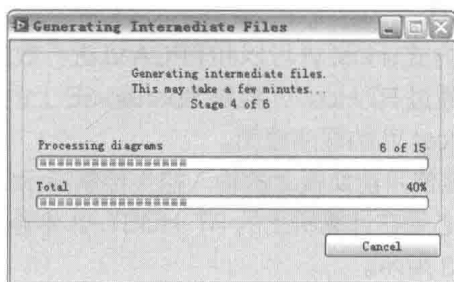 Generating Intermediate Files
Generating intermediate files.
This may take a few minutes...
Stage 4 of 6
Processing diagrams 6 of 15
Total 40%
Cancel